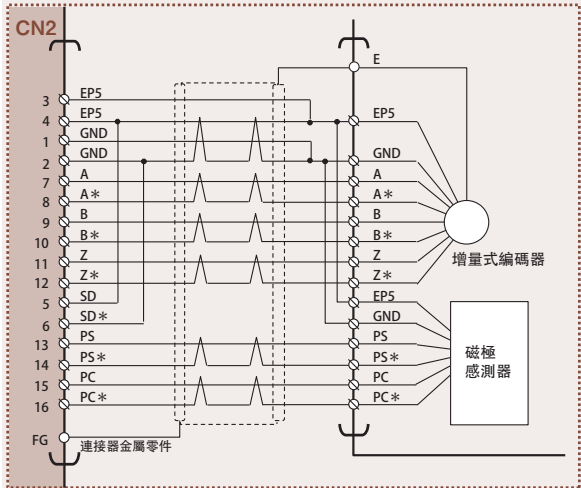 CN2
E
3 EP5
4 EP5 EP5
1 GND
2 GND GND
7 A A
8 A＊ A＊
9 B B
10 B＊ B＊
11 Z Z
12 Z＊ Z＊
增量式編碼器
5 SD EP5
6 SD＊ GND
13 PS PS
14 PS＊ PS＊
15 PC PC
16 PC＊ PC＊
磁極
感測器
FG 連接器金屬零件